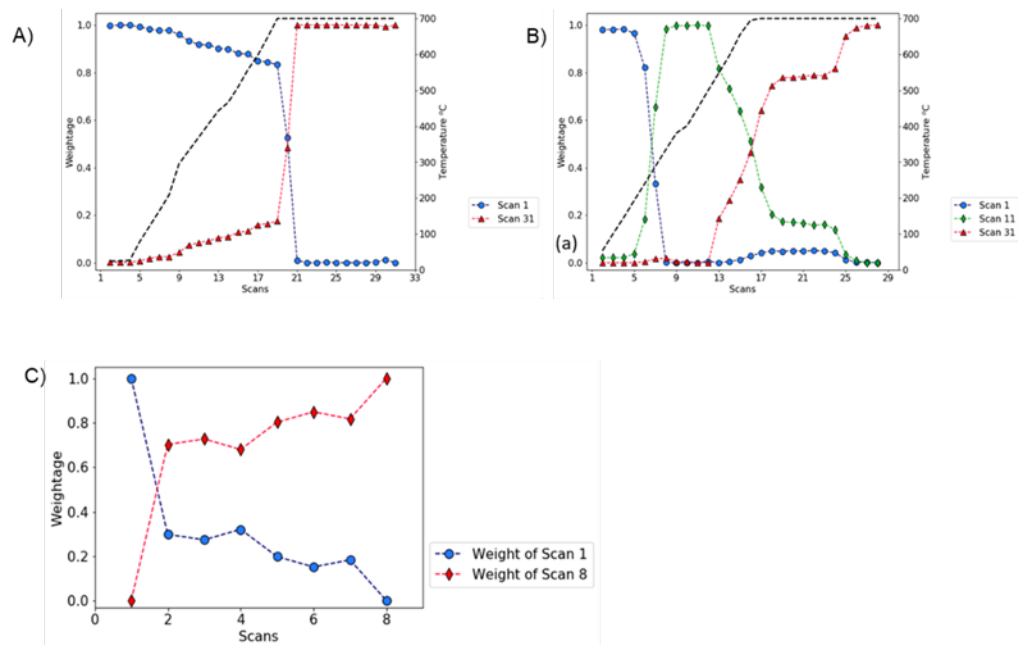 A)
1.0
0.8
0.6
0.4
0.2
0.0
Weightage
1 5 9 13 17 21 25 29 33
Scans
700
600
500
400
300
200
100
0
Temperature °C
Scan 1
Scan 31
B)
1.0
0.8
0.6
0.4
0.2
0.0
Weightage
(a)
1 5 9 13 17 21 25 29
Scans
700
600
500
400
300
200
100
0
Temperature °C
Scan 1
Scan 11
Scan 31
C)
1.0
0.8
0.6
0.4
0.2
0.0
Weightage
0 2 4 6 8
Scans
Weight of Scan 1
Weight of Scan 8